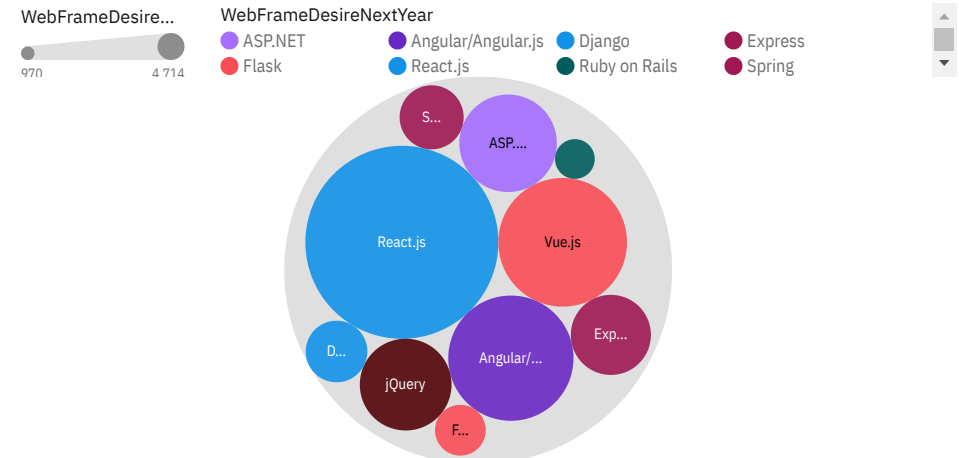 WebFrameDesire...
970
4 714
WebFrameDesireNextYear
ASP.NET
Angular/Angular.js
Django
Express
Flask
React.js
Ruby on Rails
Spring
S...
ASP....
React.js
Vue.js
Exp...
D...
Angular/...
jQuery
F...